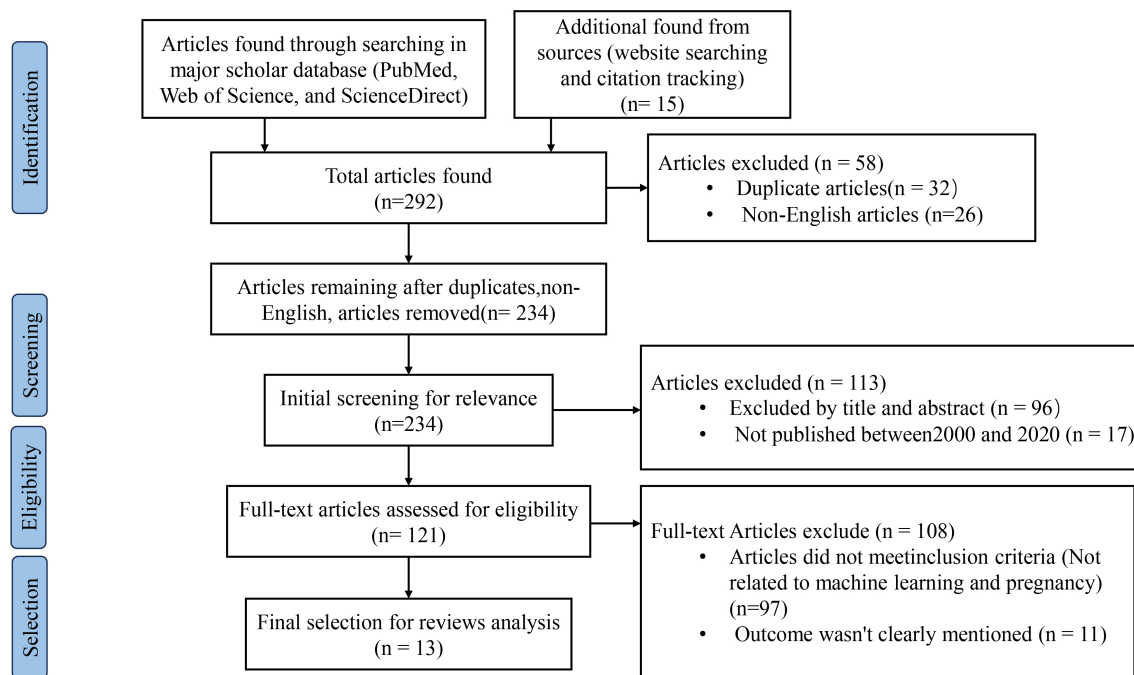 Identification
Articles found through searching in
major scholar database (PubMed,
Web of Science, and ScienceDirect)
Additional found from
sources (website searching
and citation tracking)
(n= 15)
Total articles found
(n=292)
Articles excluded (n = 58)
• Duplicate articles(n = 32)
• Non-English articles (n=26)
Screening
Articles remaining after duplicates,non-
English, articles removed(n= 234)
Initial screening for relevance
(n=234)
Articles excluded (n = 113)
• Excluded by title and abstract (n = 96)
• Not published between2000 and 2020 (n = 17)
Eligibility
Full-text articles assessed for eligibility
(n= 121)
Full-text Articles exclude (n = 108)
• Articles did not meetinclusion criteria (Not
related to machine learning and pregnancy)
(n=97)
• Outcome wasn't clearly mentioned (n = 11)
Selection
Final selection for reviews analysis
(n = 13)